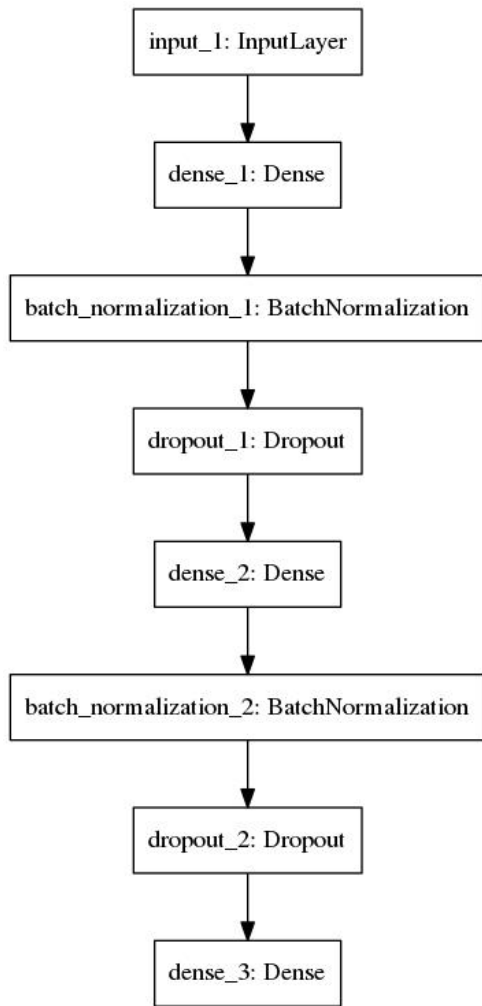 input_1: InputLayer
dense_1: Dense
batch_normalization_1: BatchNormalization
dropout_1: Dropout
dense_2: Dense
batch_normalization_2: BatchNormalization
dropout_2: Dropout
dense_3: Dense